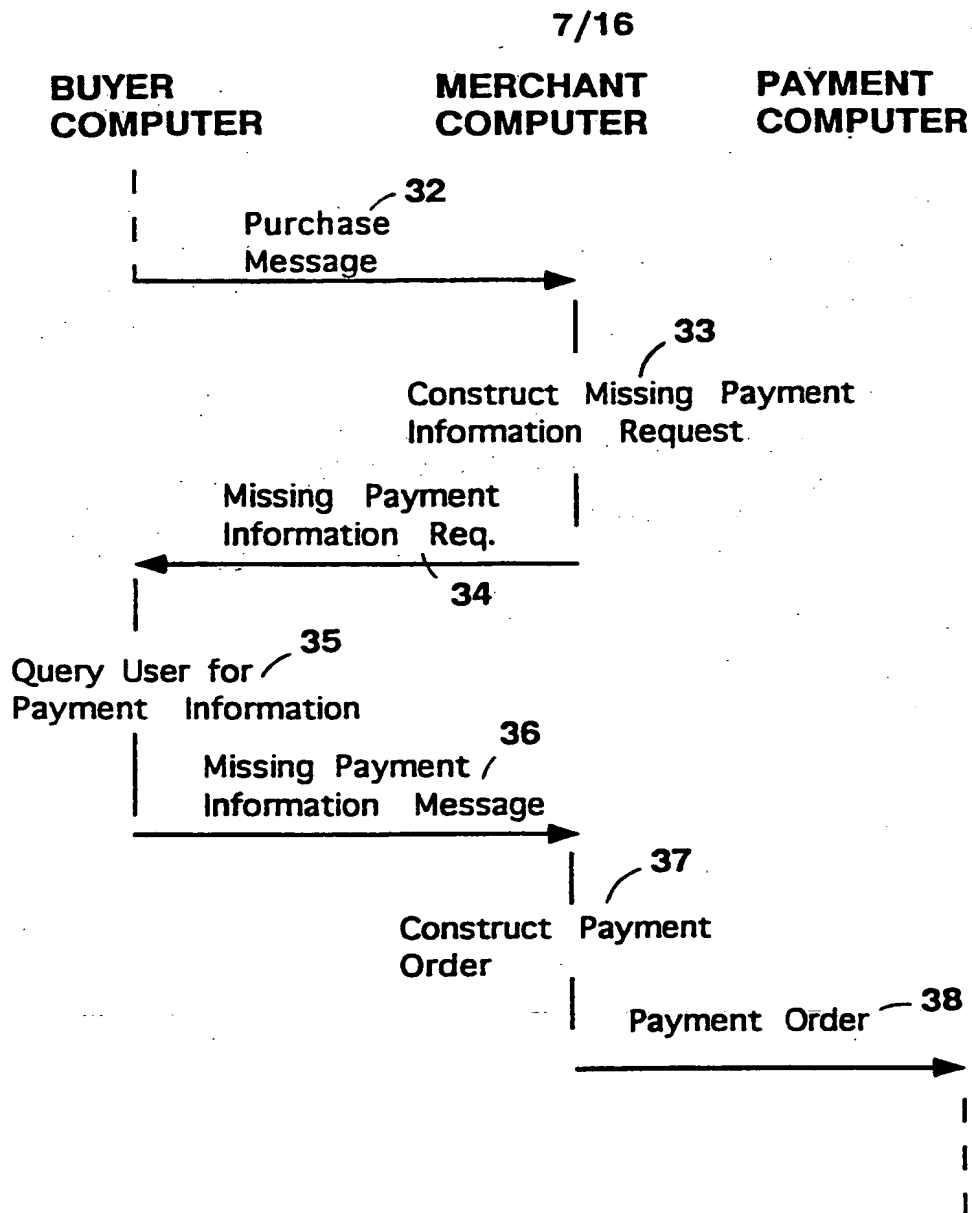 7/16
BUYER
COMPUTER
MERCHANT
COMPUTER
PAYMENT
COMPUTER
32
Purchase
Message
33
Construct Missing Payment
Information Request
Missing Payment
Information Req.
34
35
Query User for
Payment Information
36
Missing Payment
Information Message
37
Construct Payment
Order
38
Payment Order